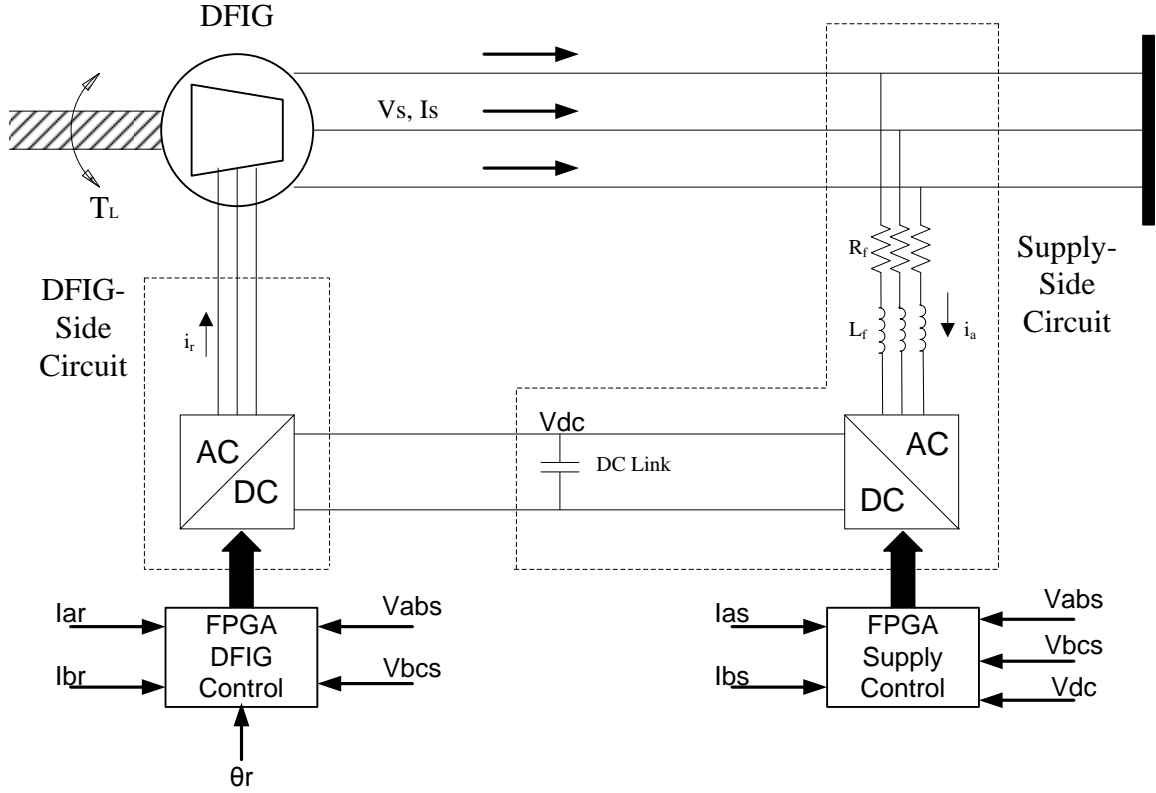 DFIG
Vs, Is
TL
DFIG-
Side
Circuit
ir
Rf
Lf
ia
Supply-
Side
Circuit
Vdc
DC Link
AC
DC
AC
DC
Iar
Ibr
FPGA
DFIG
Control
Vabs
Vbcs
θr
Ias
Ibs
FPGA
Supply
Control
Vabs
Vbcs
Vdc